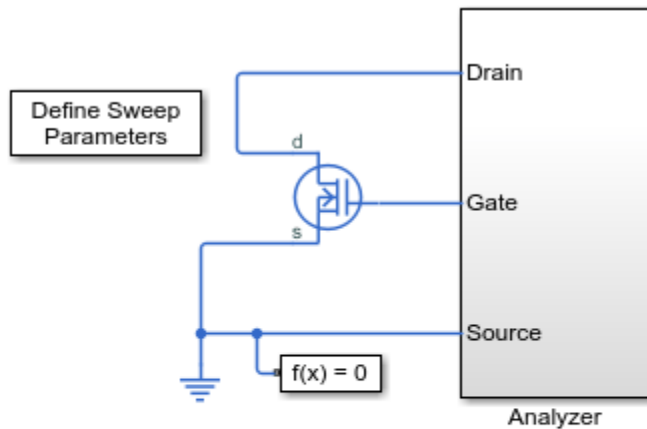 Drain
Define Sweep
Parameters
d
Gate
s
Source
f(x) = 0
Analyzer